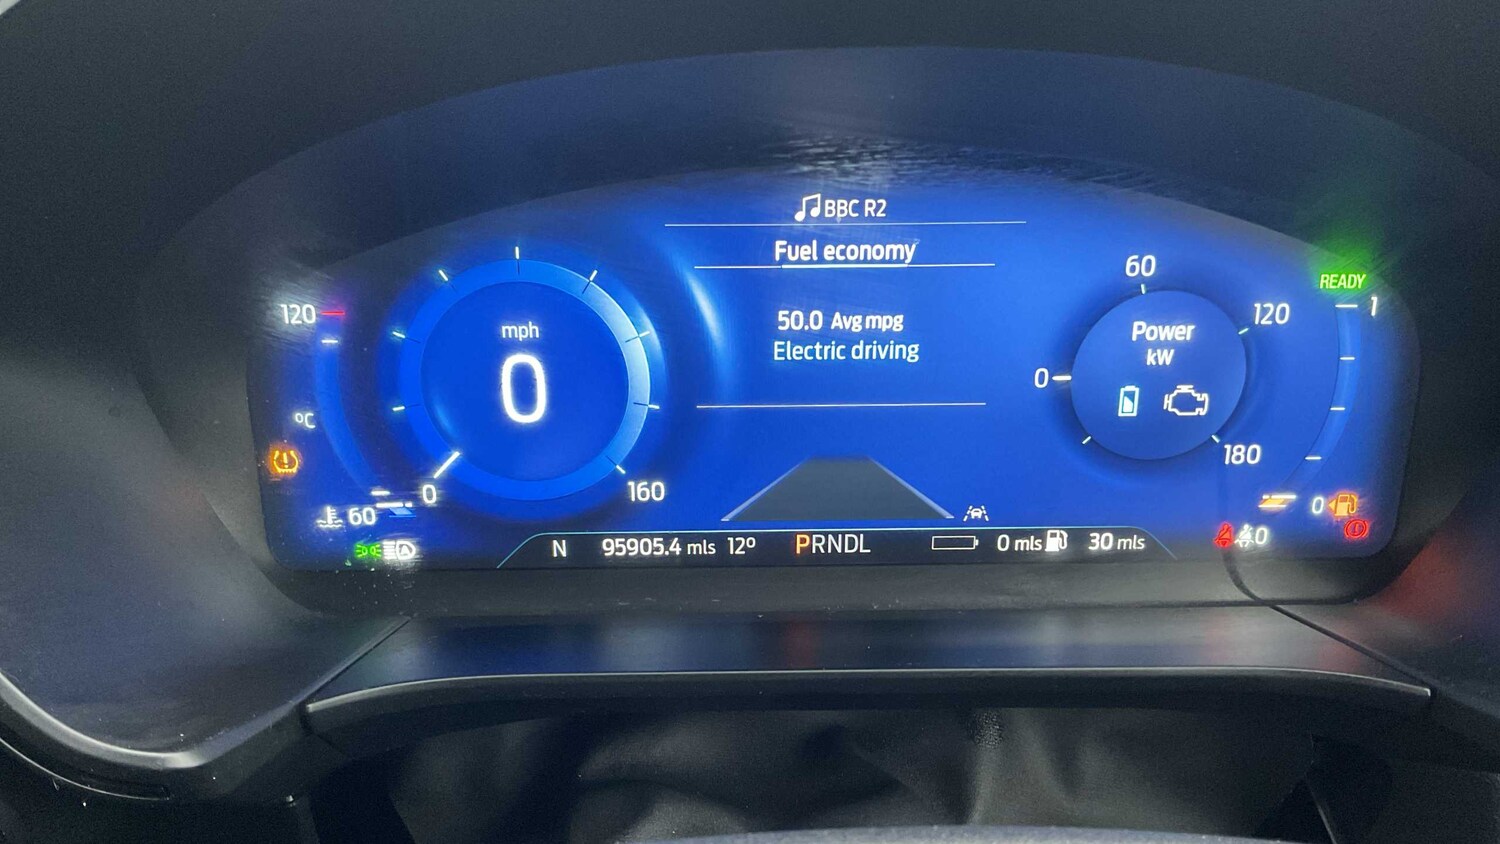 BBC R2
Fuel economy
50.0 Avg mpg
Electric driving
120
°C
60
mph
0
0
160
60
0
120
180
Power
kW
READY
1
0
N 95905.4 mls 12° PRNDL 0 mls 30 mls
A
0